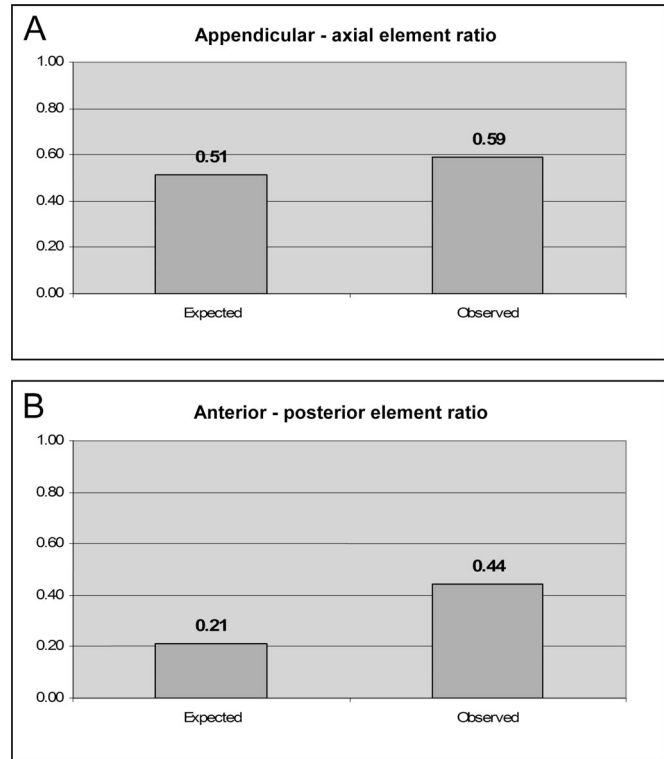 A
Appendicular - axial element ratio
1.00
0.80
0.60
0.40
0.20
0.00
0.51
0.59
Expected Observed
B
Anterior - posterior element ratio
1.00
0.80
0.60
0.40
0.20
0.00
0.21
0.44
Expected Observed